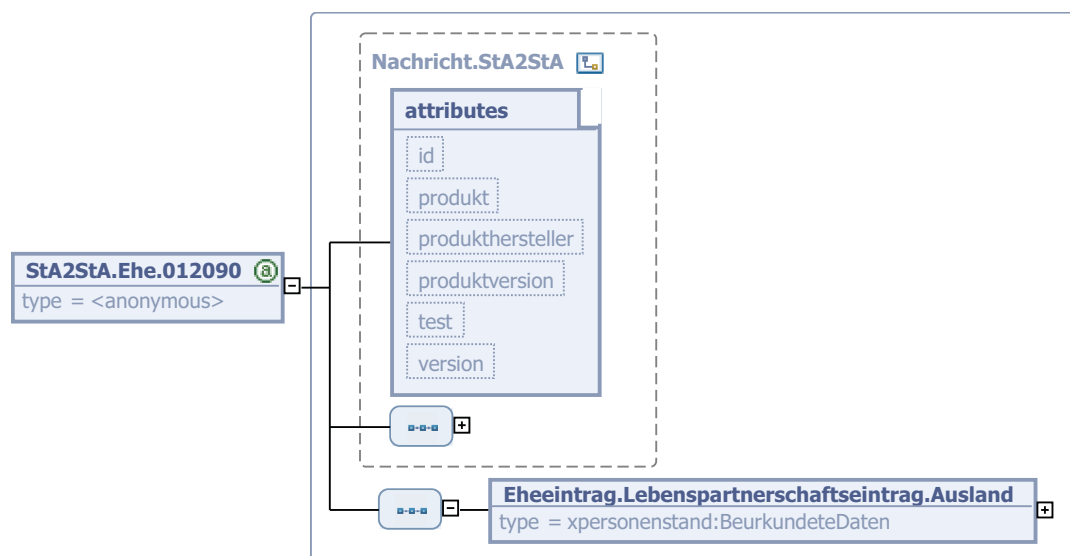 Nachricht.StA2StA
attributes
id
produkt
produkthersteller
produktversion
test
version
StA2StA.Ehe.012090
type = <anonymous>
Eheeintrag.Lebenspartnerschaftseintrag.Ausland
type = xpersonenstand:BeurkundeteDaten